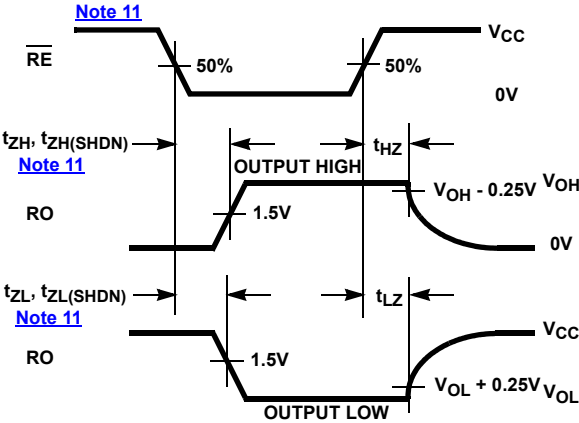 Note 11
VCC
RE
50%
50%
0V
tZH, tZH(SHDN)
Note 11
tHZ
OUTPUT HIGH
VOH - 0.25V
VOH
RO
1.5V
0V
tZL, tZL(SHDN)
Note 11
tLZ
VCC
RO
1.5V
VOL + 0.25V
VOL
OUTPUT LOW